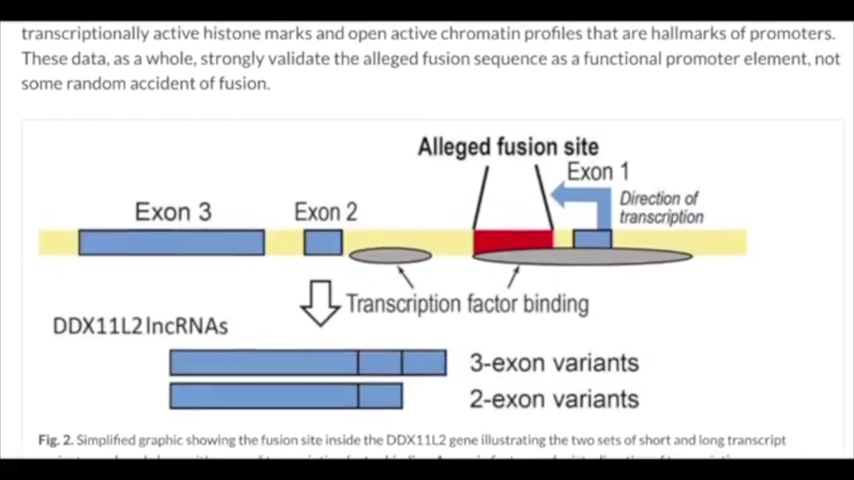 transcriptionally active histone marks and open active chromatin profiles that are hallmarks of promoters.
These data, as a whole, strongly validate the alleged fusion sequence as a functional promoter element, not
some random accident of fusion.
Alleged fusion site
Exon 1
Direction of
transcription
Exon 3
Exon 2
Transcription factor binding
DDX11L2 lncRNAs
3-exon variants
2-exon variants
Fig. 2. Simplified graphic showing the fusion site inside the DDX11L2 gene illustrating the two sets of short and long transcript